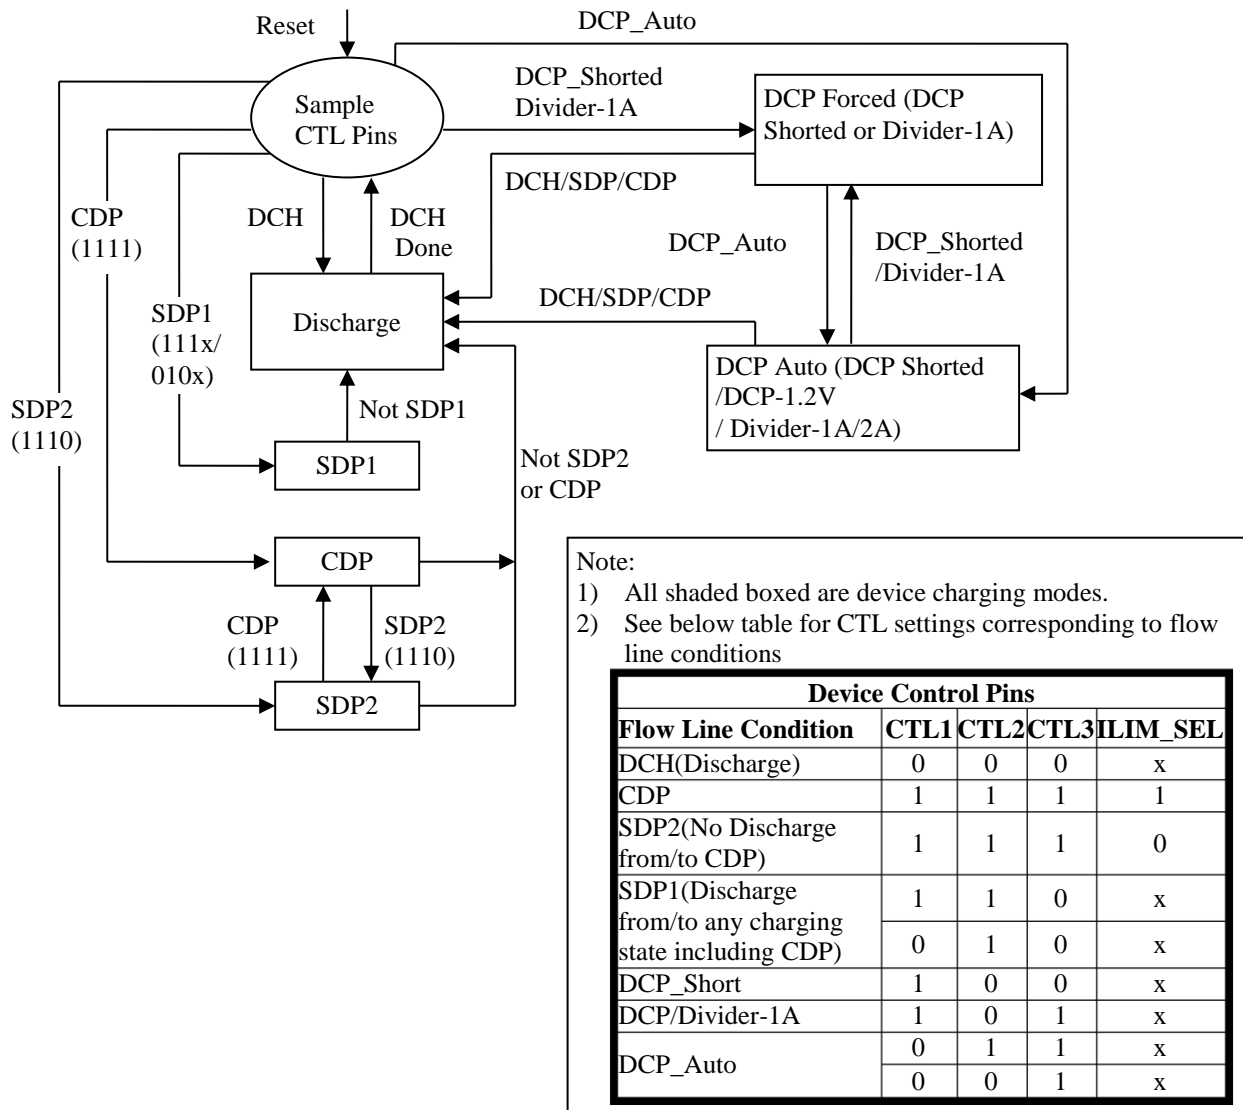 Reset
DCP_Auto
Sample
CTL Pins
DCP_Shorted
Divider-1A
DCP Forced (DCP
Shorted or Divider-1A)
CDP
(1111)
DCH
DCH
Done
DCH/SDP/CDP
DCP_Auto
DCP_Shorted
/Divider-1A
SDP1
(111x/
010x)
Discharge
DCH/SDP/CDP
DCP Auto (DCP Shorted
/DCP-1.2V
/ Divider-1A/2A)
SDP2
(1110)
Not SDP1
SDP1
Not SDP2
or CDP
CDP
CDP
(1111)
SDP2
(1110)
SDP2
Note:
1) All shaded boxed are device charging modes.
2) See below table for CTL settings corresponding to flow
line conditions
Device Control Pins
Flow Line Condition CTL1 CTL2 CTL3 ILIM_SEL
DCH(Discharge) 0 0 0 x
CDP 1 1 1 1
SDP2(No Discharge
from/to CDP) 1 1 1 0
SDP1(Discharge 1 1 0 x
from/to any charging
state including CDP) 0 1 0 x
DCP_Short 1 0 0 x
DCP/Divider-1A 1 0 1 x
DCP_Auto 0 1 1 x
0 0 1 x